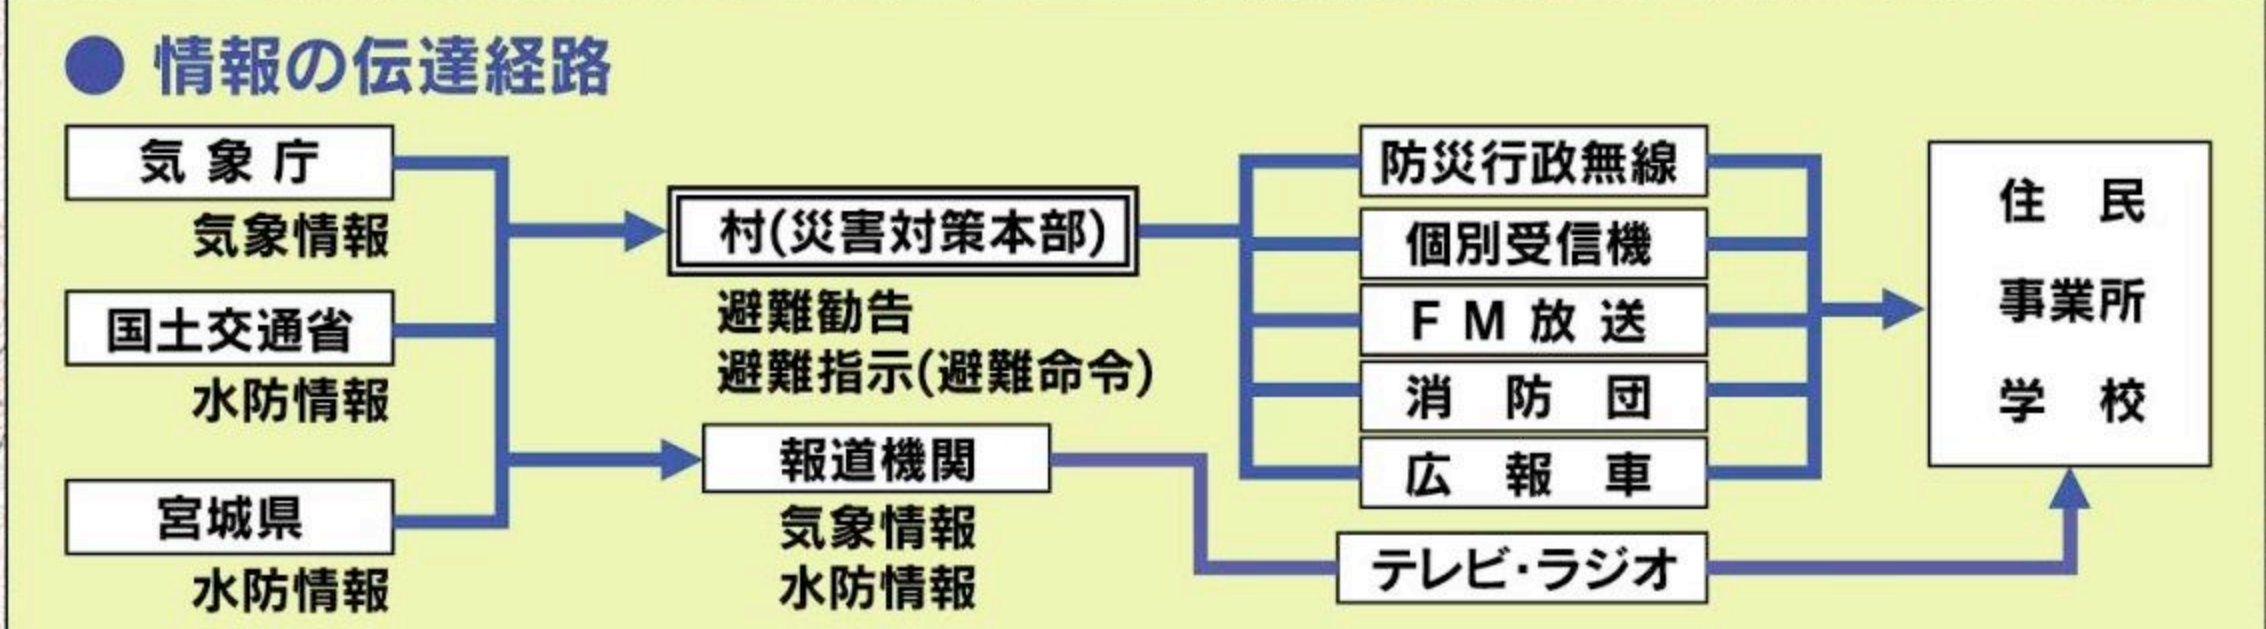 ● 情報の伝達経路
気象庁
気象情報
国土交通省
水防情報
宮城県
水防情報
村(災害対策本部)
避難勧告
避難指示(避難命令)
報道機関
気象情報
水防情報
防災行政無線
個別受信機
FM放送
消防団
広報車
テレビ・ラジオ
住民
事業所
学校